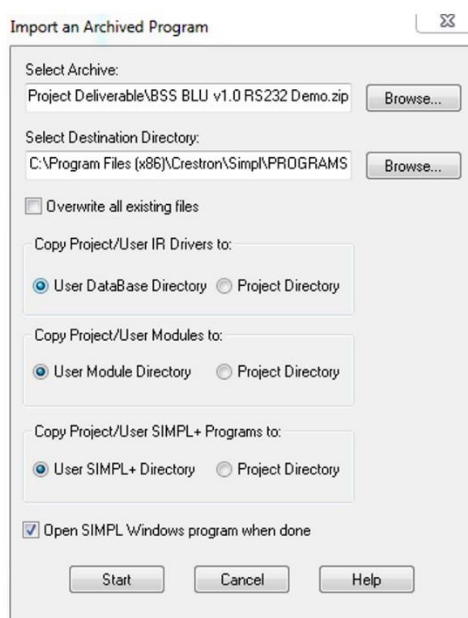 Import an Archived Program
Select Archive:
Project Deliverable\BSS BLU v1.0 RS232 Demo.zip
Browse...
Select Destination Directory:
C:\Program Files (x86)\Crestron\Simpl\PROGRAMS
Browse...
Overwrite all existing files
Copy Project/User IR Drivers to:
User DataBase Directory
Project Directory
Copy Project/User Modules to:
User Module Directory
Project Directory
Copy Project/User SIMPL+ Programs to:
User SIMPL+ Directory
Project Directory
Open SIMPL Windows program when done
Start
Cancel
Help